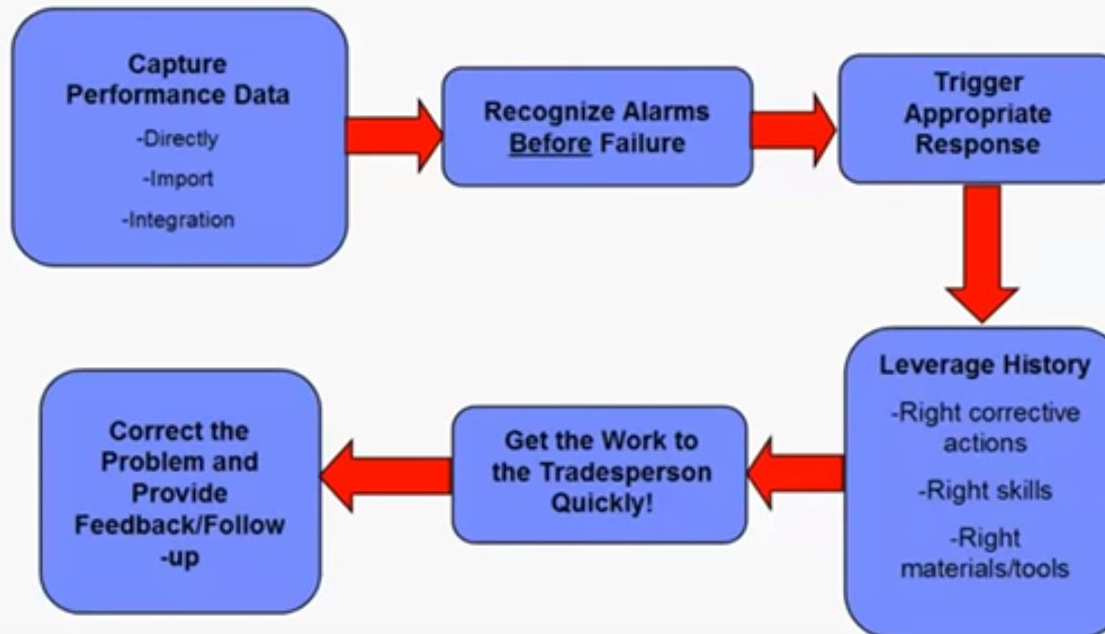 Capture
Performance Data
-Directly
-Import
-Integration
Recognize Alarms
Before Failure
Trigger
Appropriate
Response
Leverage History
-Right corrective
actions
-Right skills
-Right
materials/tools
Get the Work to
the Tradesperson
Quickly!
Correct the
Problem and
Provide
Feedback/Follow
-up